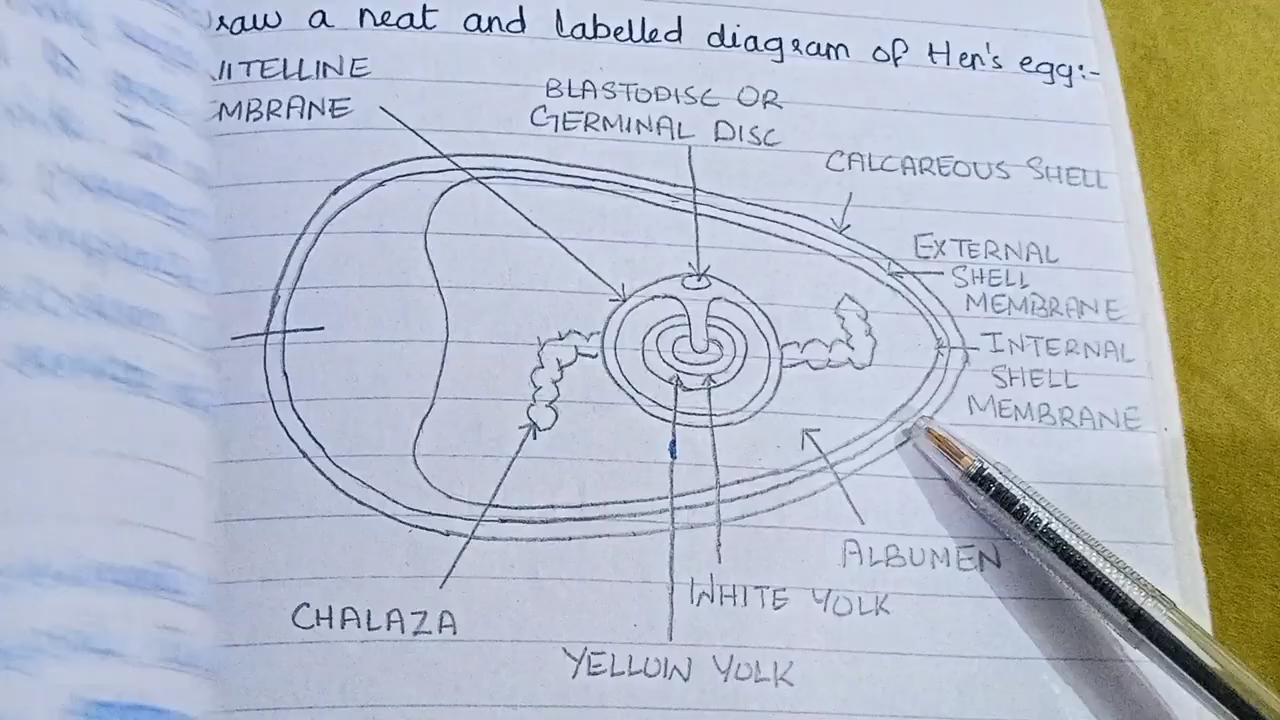 raw a neat and labelled diagram of Hen's egg:-
VITELLINE
MBRANE
BLASTODISC OR
GERMINAL DISC
CALCAREOUS SHELL
EXTERNAL
SHELL
MEMBRANE
INTERNAL
SHELL
MEMBRANE
ALBUMEN
WHITE YOLK
CHALAZA
YELLOW YOLK